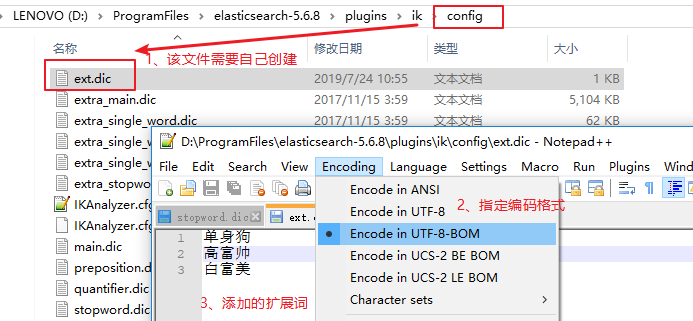 LENOVO (D:) > ProgramFiles > elasticsearch-5.6.8 > plugins > ik > config
名称 修改日期 类型 大小
1、该文件需要自己创建
ext.dic 2019/7/24 10:55 文本文档 1 KB
extra_main.dic 2017/11/15 3:59 文本文档 5,104 KB
extra_single_word.dic 2017/11/15 3:59 文本文档 62 KB
extra_single_w
extra_single_w
extra_stopword
IKAnalyzer.cfg
IKAnalyzer.cfg
main.dic
preposition.d
quantifier.dic
stopword.dic
D:\ProgramFiles\elasticsearch-5.6.8\plugins\ik\config\ext.dic - Notepad++
File Edit Search View Encoding Language Settings Macro Run Plugins Wind
stopword.dic ext.
1 单身狗
2 高富帅
3 白富美
3、添加的扩展词
Encode in ANSI
Encode in UTF-8
2、指定编码格式
Encode in UTF-8-BOM
Encode in UCS-2 BE BOM
Encode in UCS-2 LE BOM
Character sets >